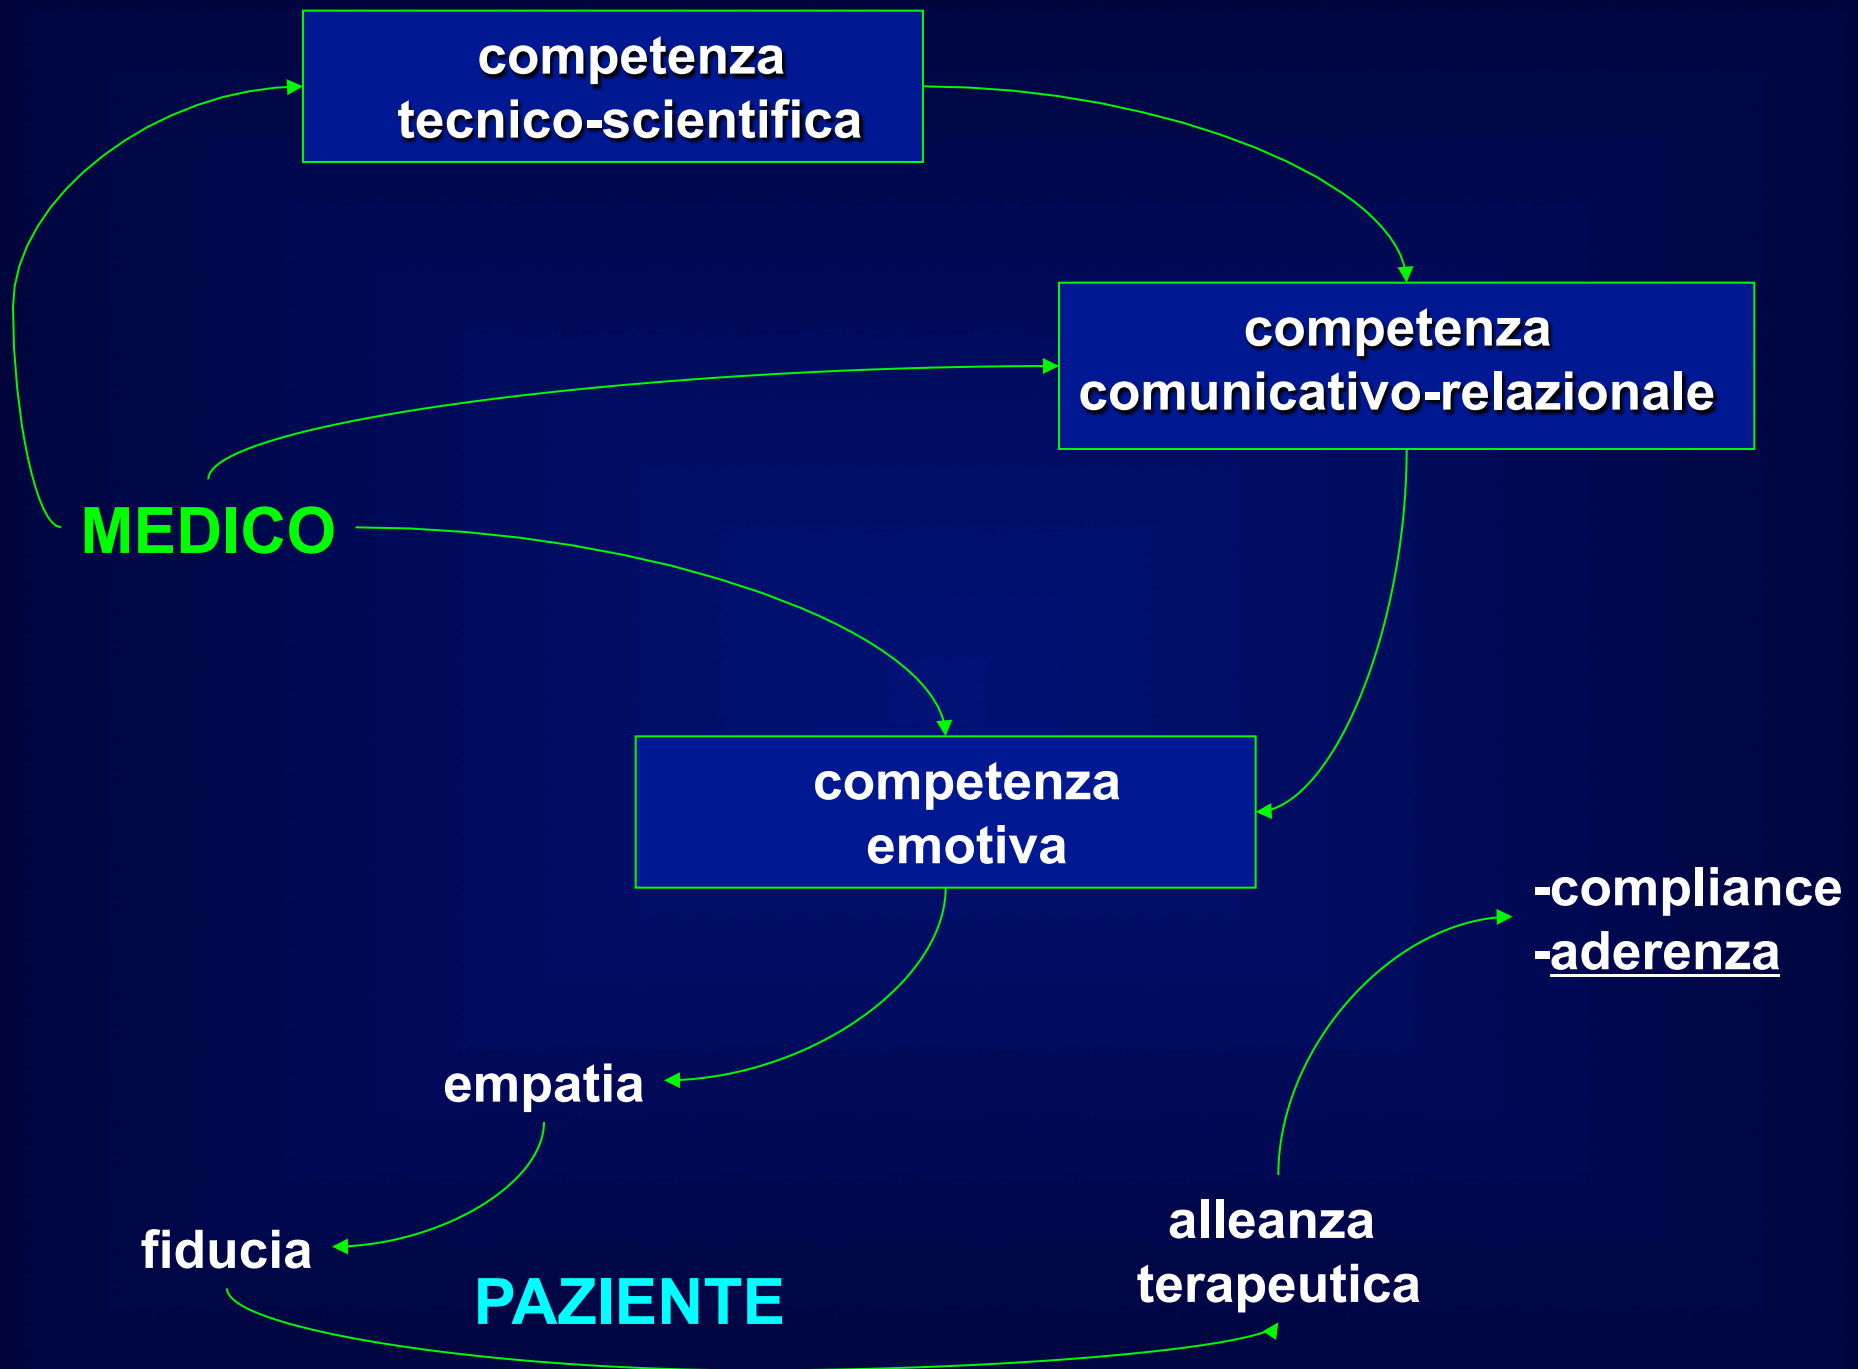 competenza
tecnico-scientifica
competenza
comunicativo-relazionale
MEDICO
competenza
emotiva
-compliance
-aderenza
empatia
fiducia
alleanza
terapeutica
PAZIENTE